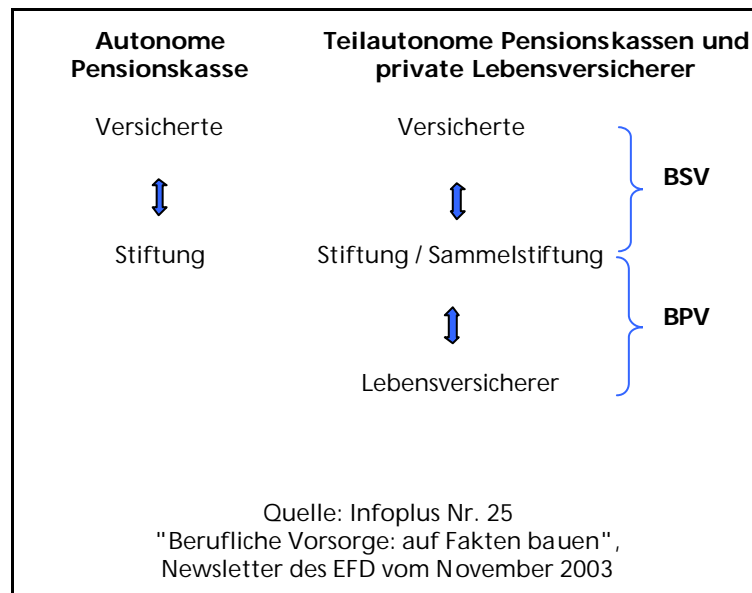 Autonome
Pensionskasse
Teilautonome Pensionskassen und
private Lebensversicherer
Versicherte
Versicherte
BSV
Stiftung
Stiftung / Sammelstiftung
BPV
Lebensversicherer
Quelle: Infoplus Nr. 25
"Berufliche Vorsorge: auf Fakten bauen",
Newsletter des EFD vom November 2003